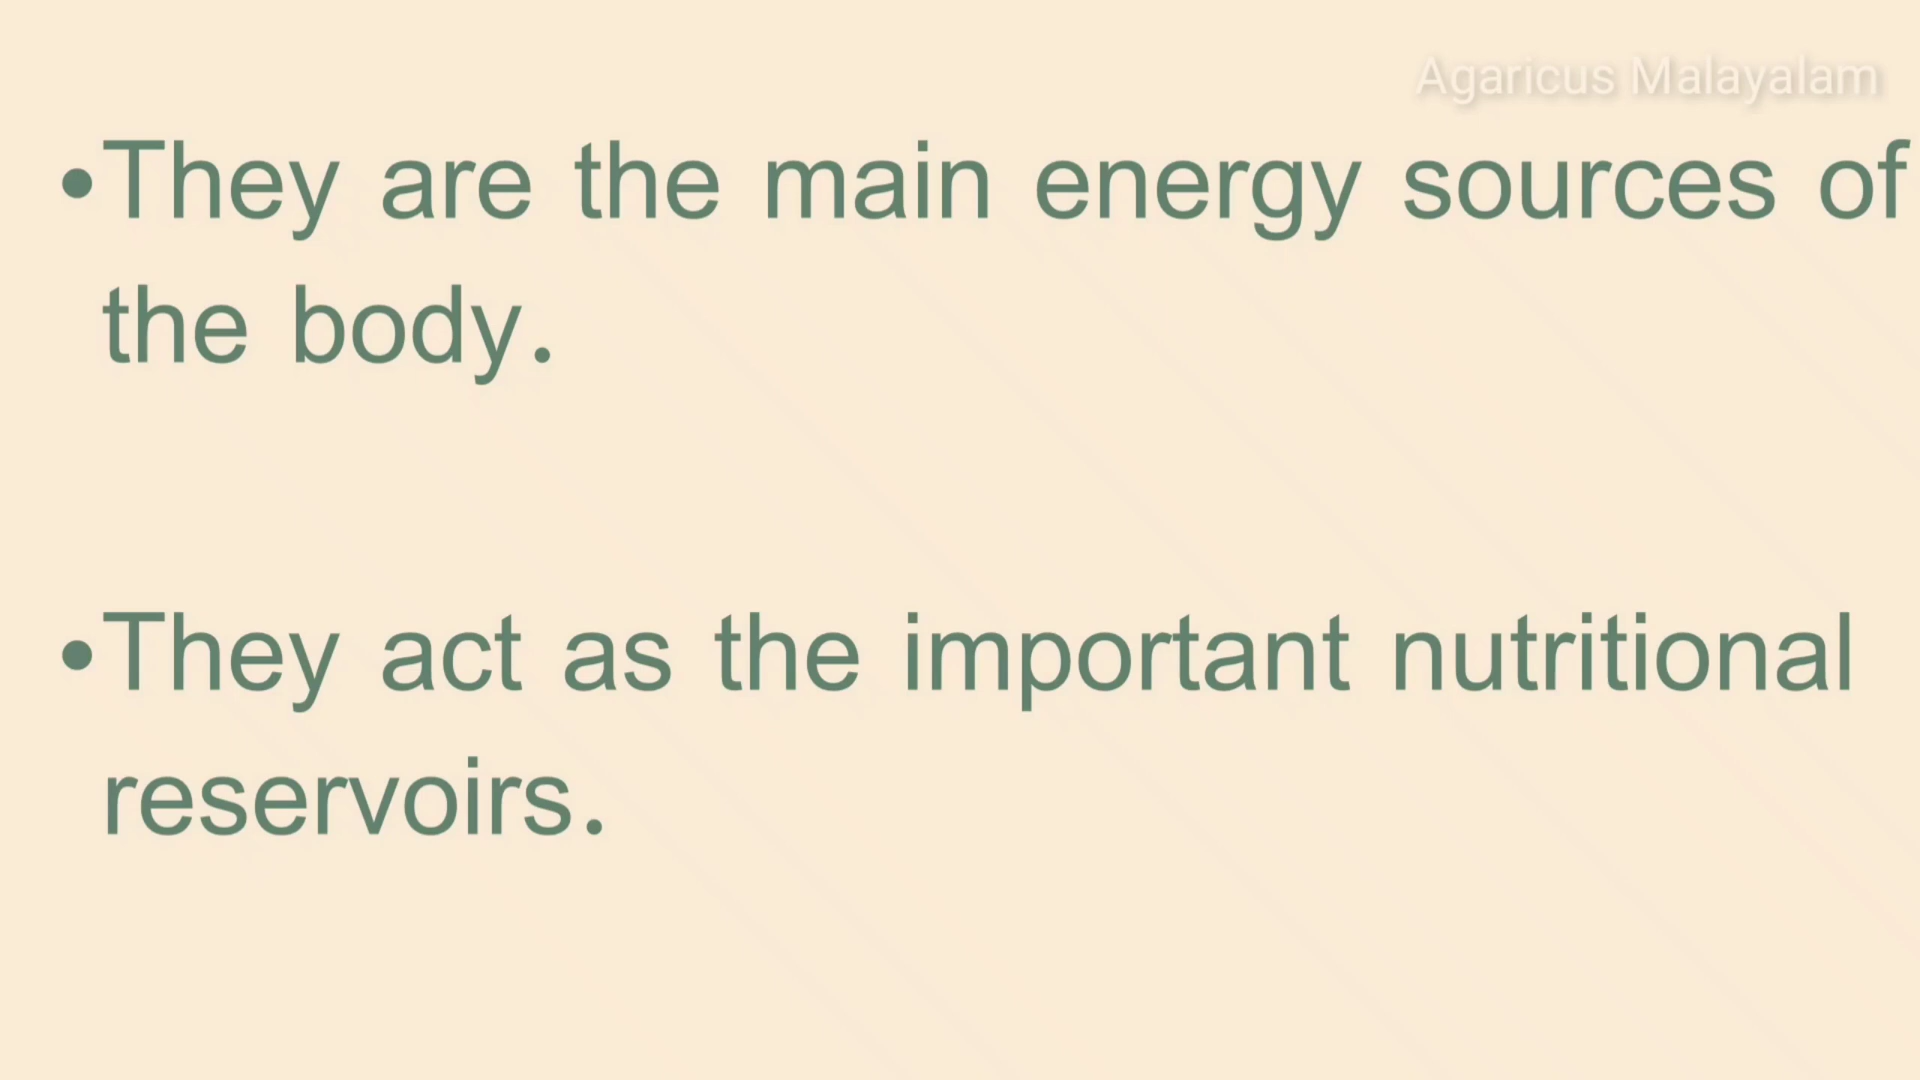 Agaricus Malayalam
•They are the main energy sources of
the body.
•They act as the important nutritional
reservoirs.